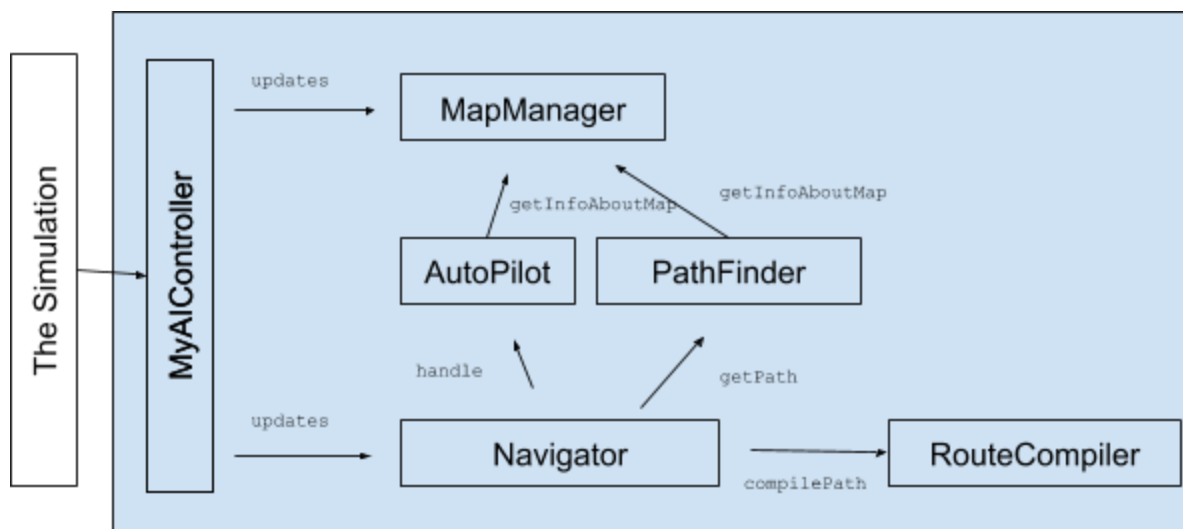 The Simulation
MyAIController
updates
MapManager
getInfoAboutMap
getInfoAboutMap
AutoPilot
PathFinder
handle
getPath
updates
Navigator
RouteCompiler
compilePath